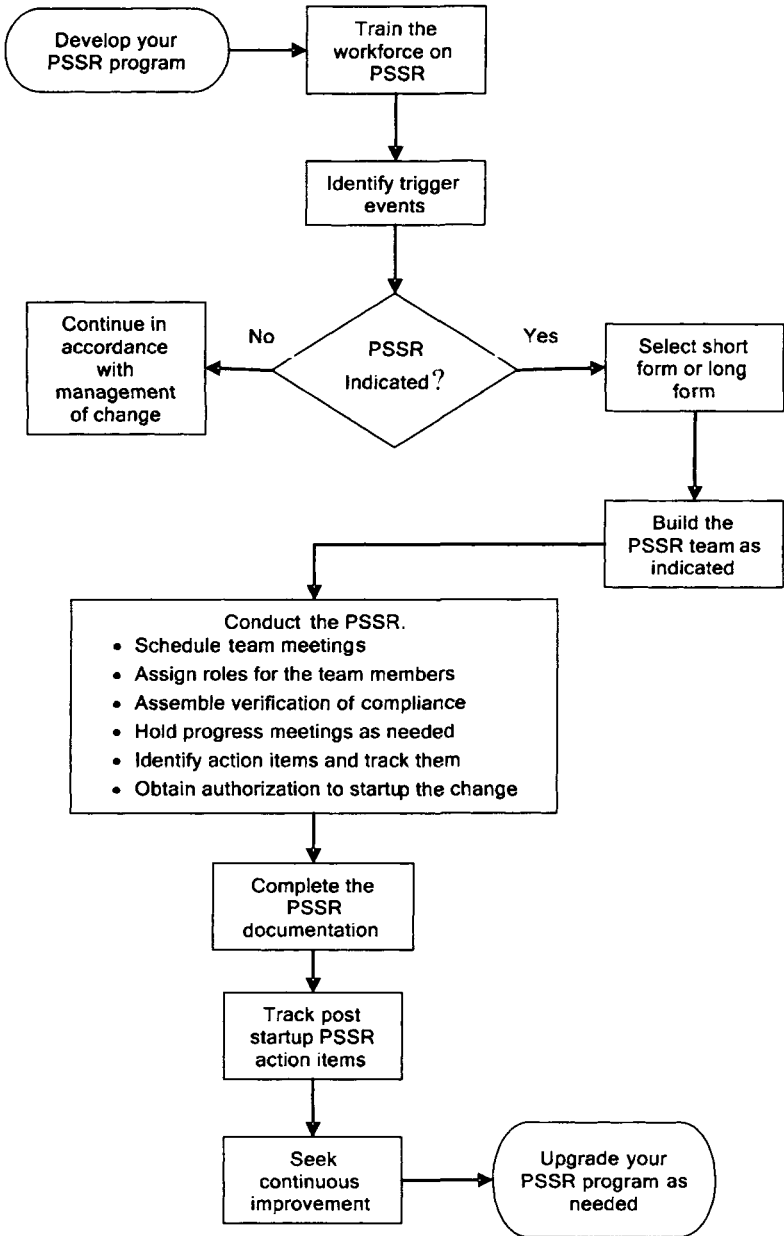 Develop your
PSSR program
Train the
workforce on
PSSR
Identify trigger
events
PSSR
Indicated?
No
Yes
Continue in
accordance
with
management
of change
Select short
form or long
form
Build the
PSSR team as
indicated
Conduct the PSSR.
• Schedule team meetings
• Assign roles for the team members
• Assemble verification of compliance
• Hold progress meetings as needed
• Identify action items and track them
• Obtain authorization to startup the change
Complete the
PSSR
documentation
Track post
startup PSSR
action items
Seek
continuous
improvement
Upgrade your
PSSR program as
needed